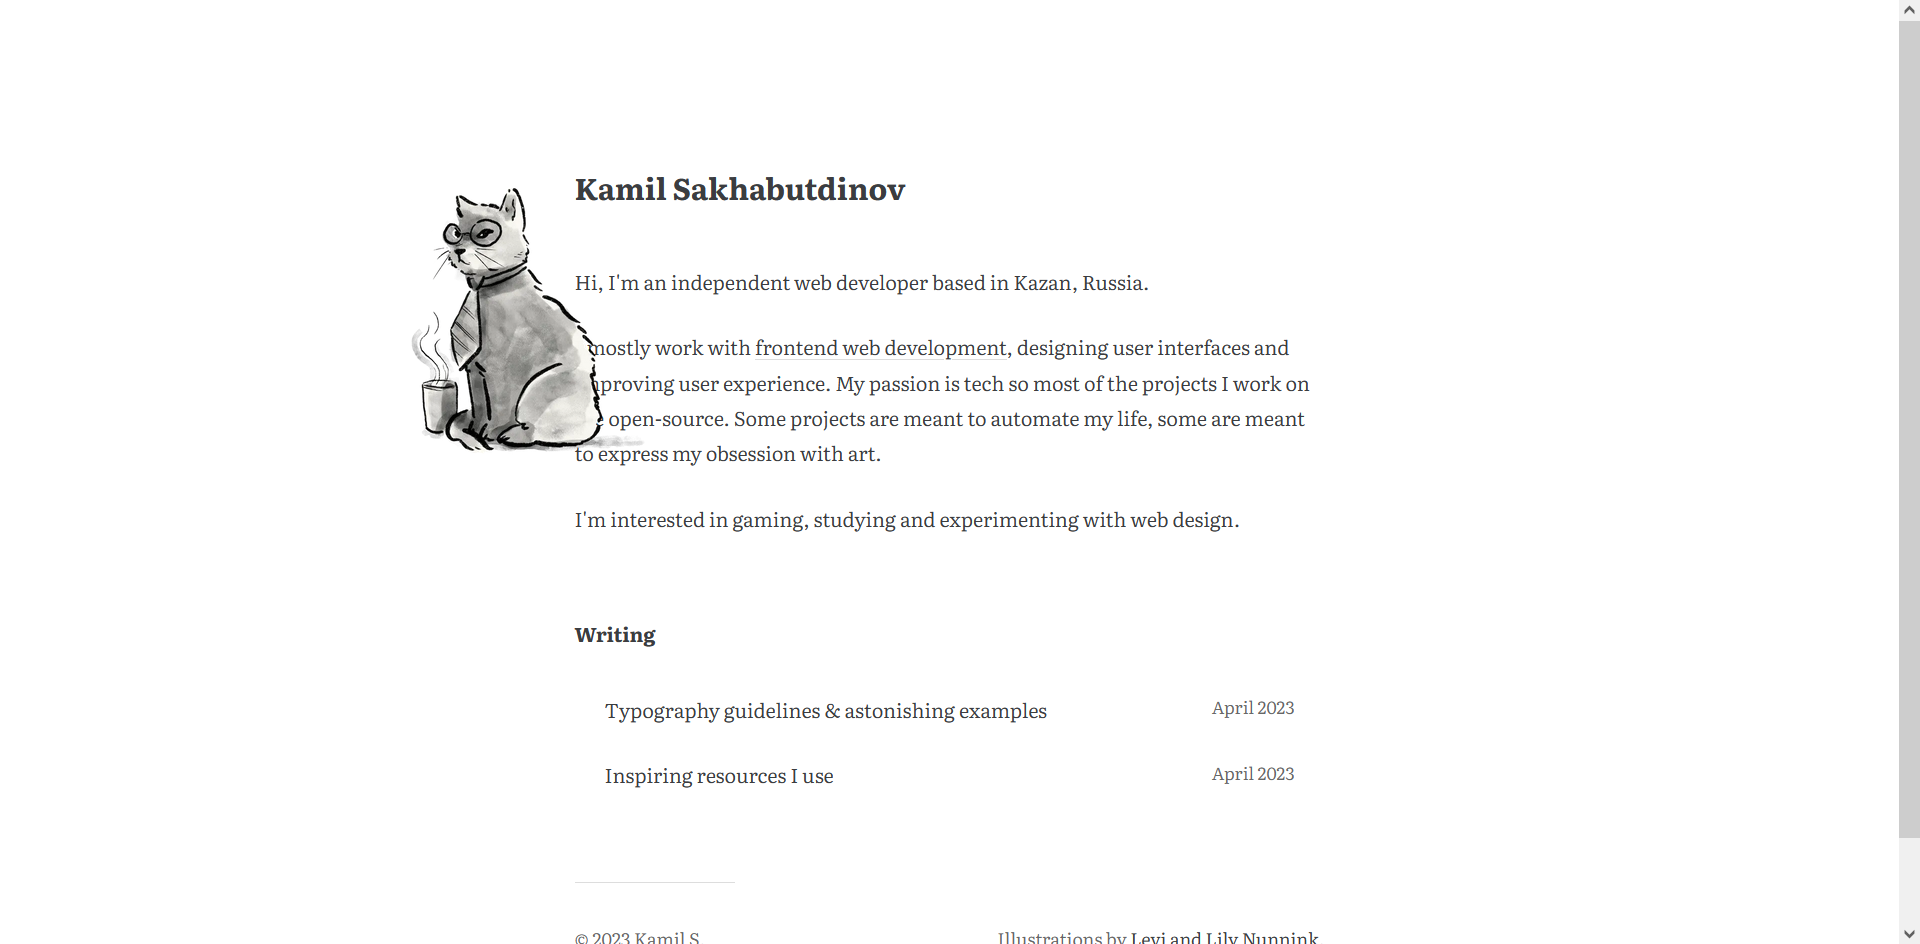 Kamil Sakhabutdinov
Hi, I'm an independent web developer based in Kazan, Russia.
mostly work with frontend web development, designing user interfaces and
proving user experience. My passion is tech so most of the projects I work on
open-source. Some projects are meant to automate my life, some are meant
to express my obsession with art.
I'm interested in gaming, studying and experimenting with web design.
Writing
Typography guidelines & astonishing examples April 2023
Inspiring resources I use April 2023
© 2023 Kamil S Illustrations by Levi and Lily Nunnink